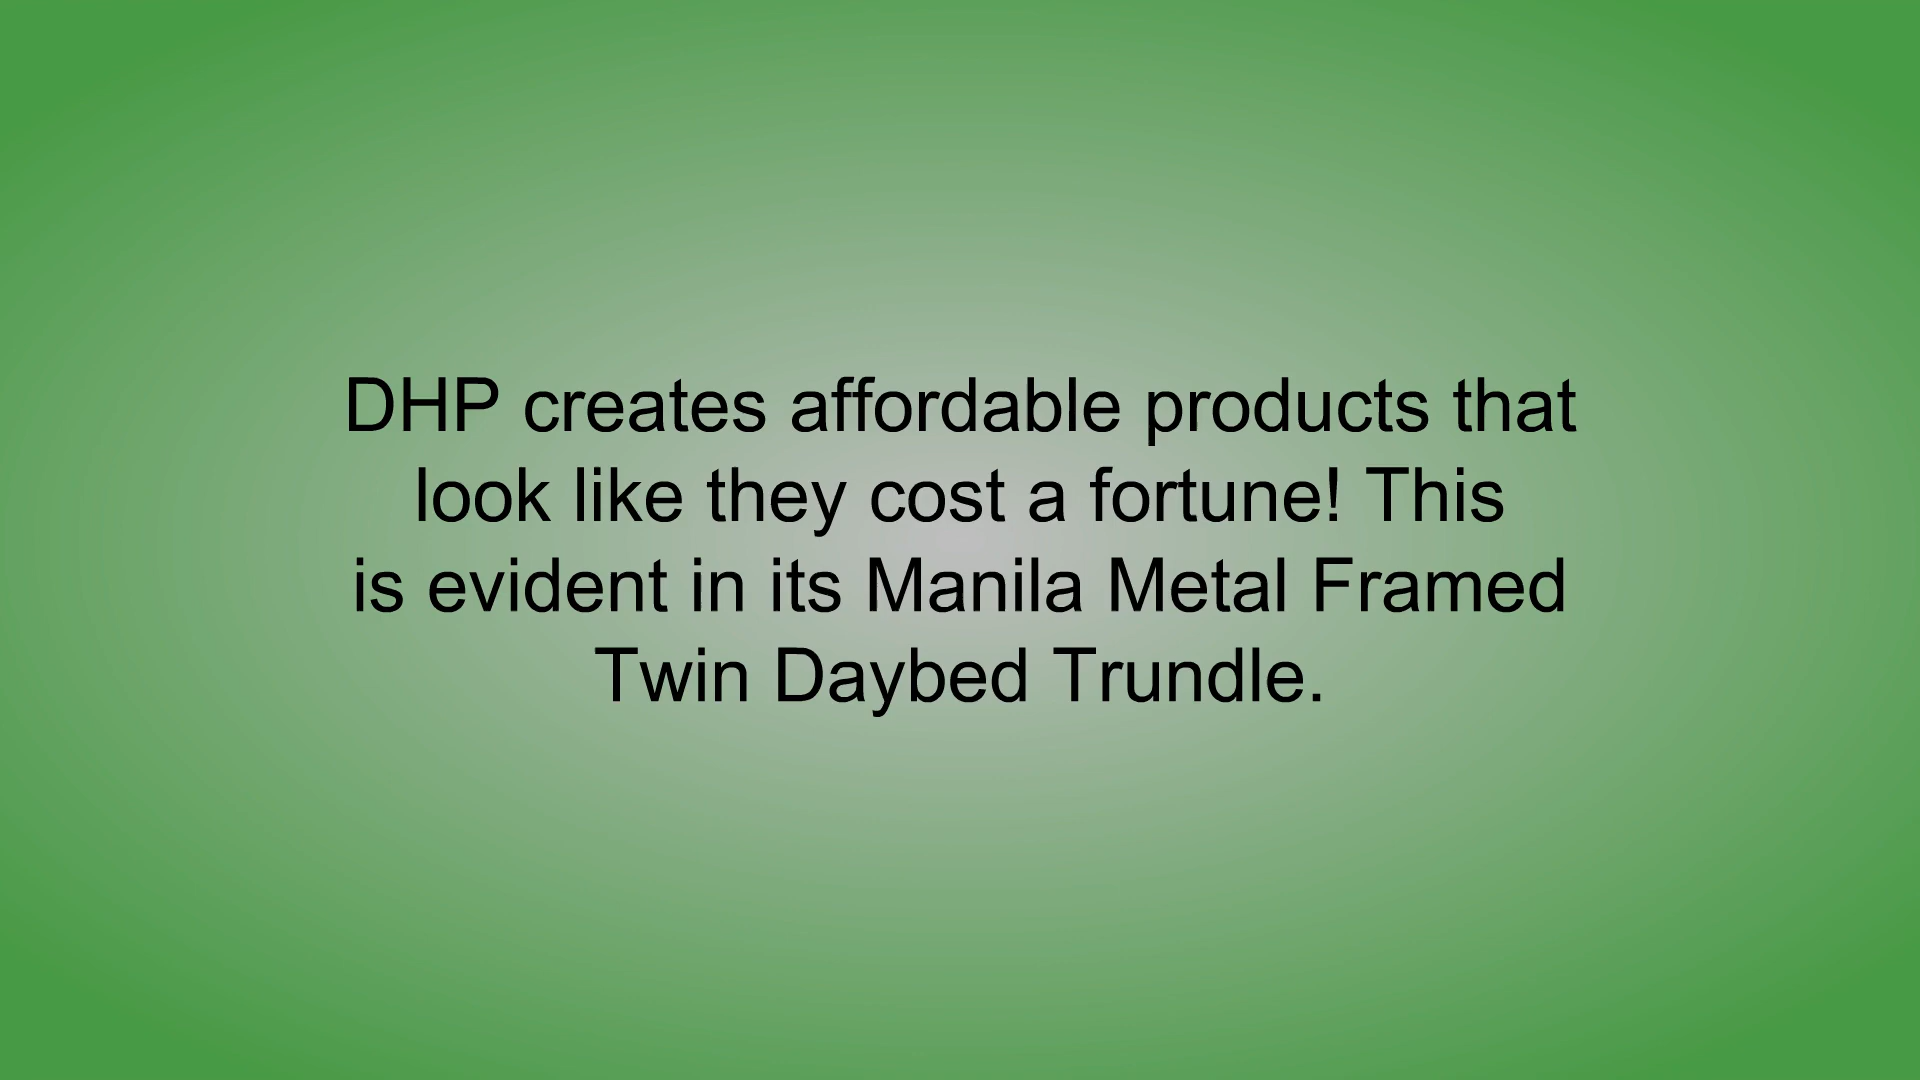 DHP creates affordable products that
look like they cost a fortune! This
is evident in its Manila Metal Framed
Twin Daybed Trundle.